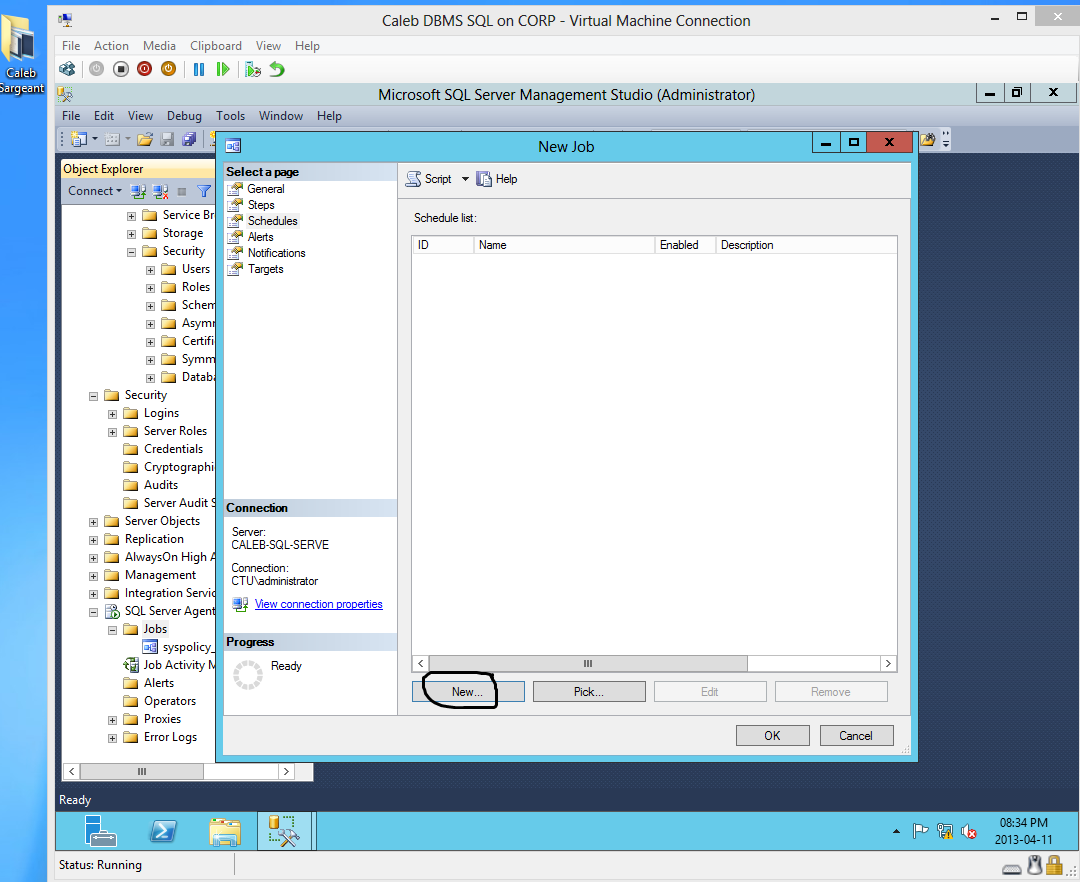 Caleb DBMS SQL on CORP - Virtual Machine Connection
Caleb
Sargeant
File Action Media Clipboard View Help
Microsoft SQL Server Management Studio (Administrator)
File Edit View Debug Tools Window Help
New Job
Object Explorer
Connect
Service Br
Storage
Security
Users
Roles
Schem
Asymr
Certifi
Symm
Databa
Security
Logins
Server Roles
Credentials
Cryptographi
Audits
Server Audit S
Server Objects
Replication
AlwaysOn High A
Management
Integration Servic
SQL Server Agent
Jobs
syspolicy_
Job Activity M
Alerts
Operators
Proxies
Error Logs
Select a page
General
Steps
Schedules
Alerts
Notifications
Targets
Connection
Server:
CALEB-SQL-SERVE
Connection:
CTU\administrator
View connection properties
Progress
Ready
Script Help
Schedule list:
ID Name Enabled Description
New... Pick... Edit Remove
OK Cancel
Ready
08:34 PM
2013-04-11
Status: Running